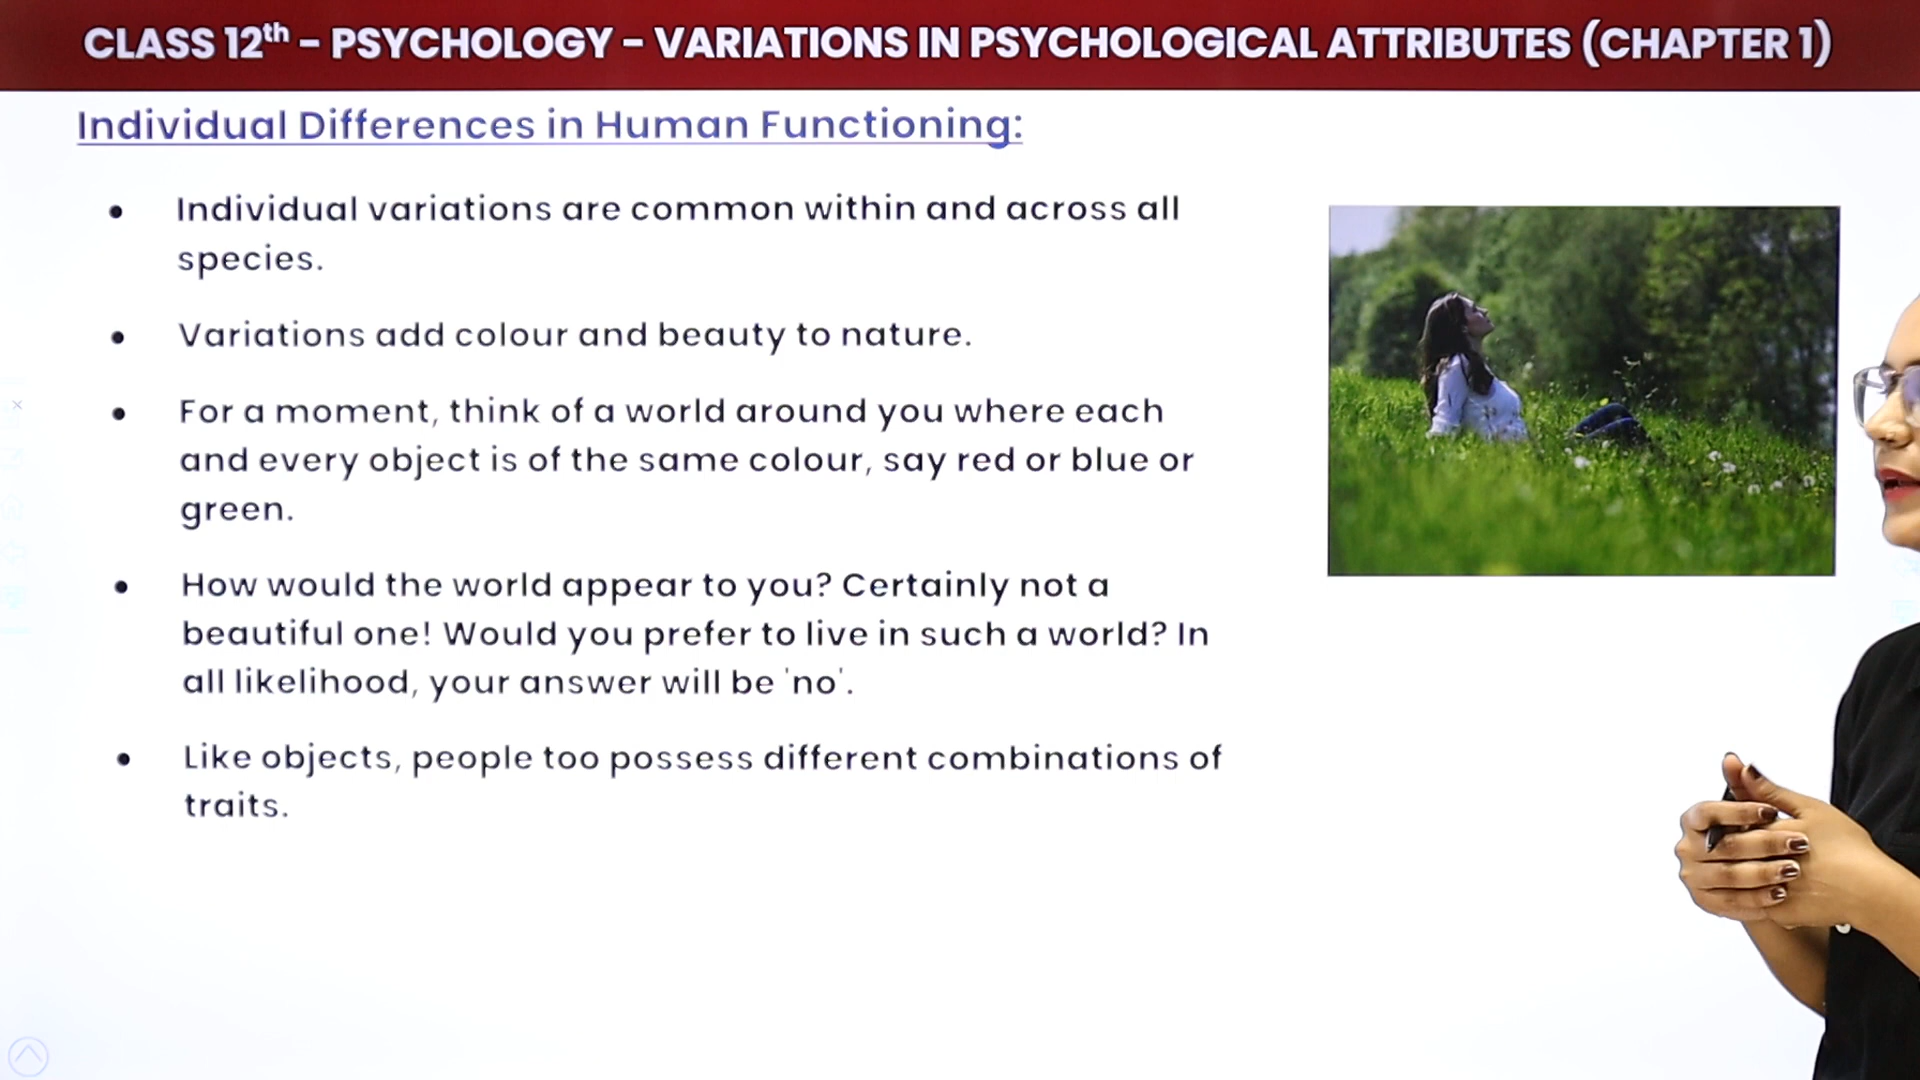 CLASS 12th - PSYCHOLOGY - VARIATIONS IN PSYCHOLOGICAL ATTRIBUTES (CHAPTER 1)
Individual Differences in Human Functioning:
• Individual variations are common within and across all
species.
• Variations add colour and beauty to nature.
• For a moment, think of a world around you where each
and every object is of the same colour, say red or blue or
green.
• How would the world appear to you? Certainly not a
beautiful one! Would you prefer to live in such a world? In
all likelihood, your answer will be 'no'.
• Like objects, people too possess different combinations of
traits.